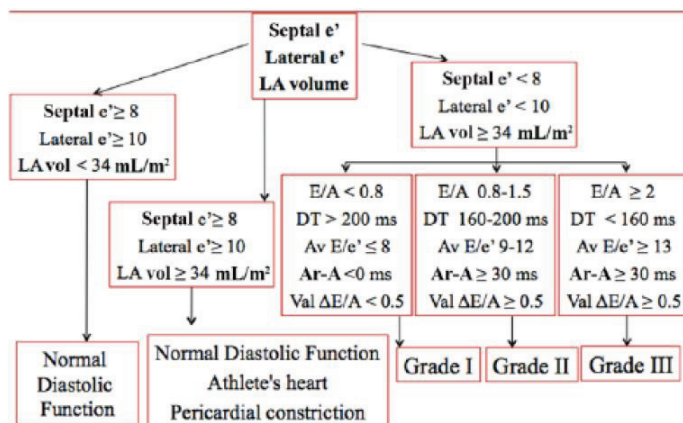 Septal e'
Lateral e'
LA volume
Septal e'≥ 8
Lateral e'≥ 10
LA vol < 34 mL/m²
Septal e' < 8
Lateral e' < 10
LA vol ≥ 34 mL/m²
Septal e'≥ 8
Lateral e'≥ 10
LA vol ≥ 34 mL/m²
E/A < 0.8
DT > 200 ms
Av E/e' ≤ 8
Ar-A <0 ms
Val ΔE/A < 0.5
E/A 0.8-1.5
DT 160-200 ms
Av E/e' 9-12
Ar-A ≥ 30 ms
Val ΔE/A ≥ 0.5
E/A ≥ 2
DT < 160 ms
Av E/e' ≥ 13
Ar-A ≥ 30 ms
Val ΔE/A ≥ 0.5
Normal
Diastolic
Function
Normal Diastolic Function
Athlete's heart
Pericardial constriction
Grade I
Grade II
Grade III